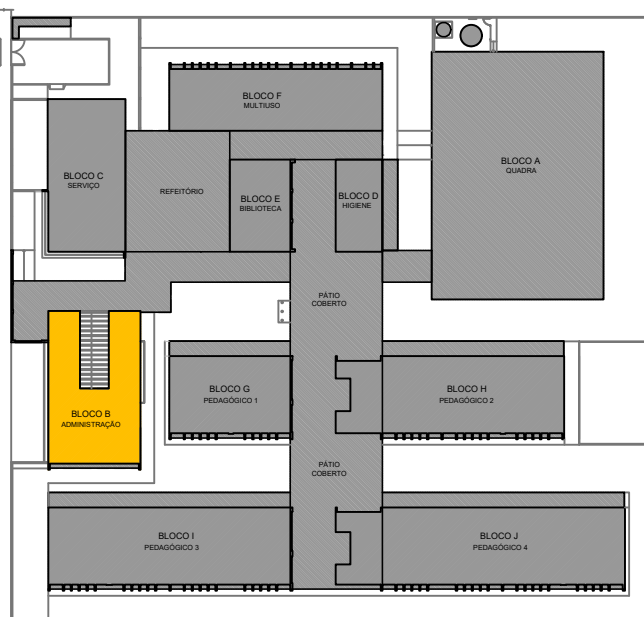 BLOCO F
MULTIUSO
BLOCO A
QUADRA
BLOCO C
SERVIÇO
REFEITÓRIO
BLOCO E
BIBLIOTECA
BLOCO D
HIGIENE
PÁTIO
COBERTO
BLOCO G
PEDAGÓGICO 1
BLOCO H
PEDAGÓGICO 2
BLOCO B
ADMINISTRAÇÃO
PÁTIO
COBERTO
BLOCO I
PEDAGÓGICO 3
BLOCO J
PEDAGÓGICO 4